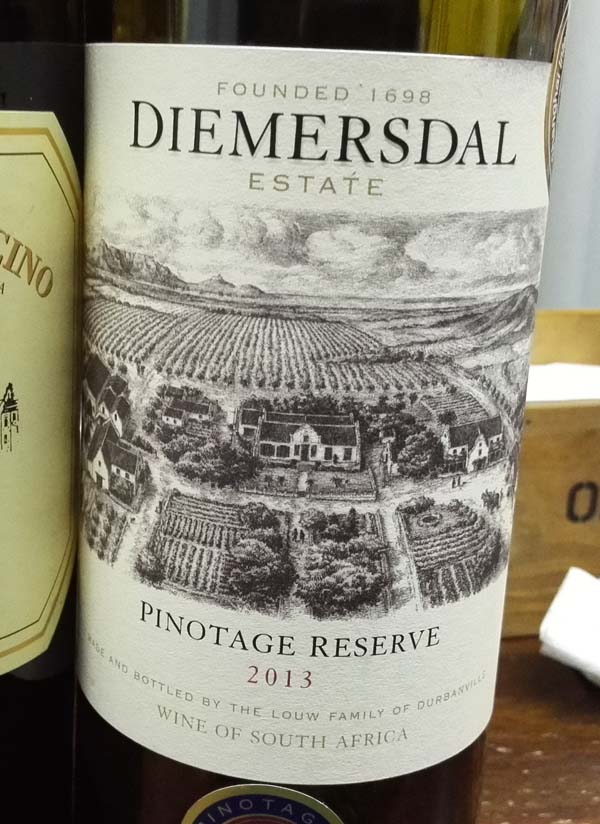 FOUNDED 1698
DIEMERSDAL
ESTATE
PINOTAGE RESERVE
2013
MADE AND BOTTLED BY THE LOUW FAMILY OF DURBANVILLE
WINE OF SOUTH AFRICA